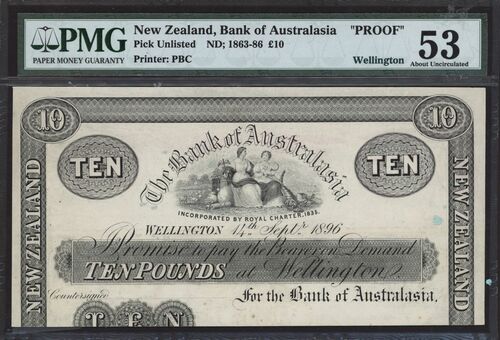 PMG
PAPER MONEY GUARANTY
New Zealand, Bank of Australasia "PROOF"
Pick Unlisted ND; 1863-86 £10
Printer: PBC
Wellington
53
About Uncirculated
10
10
The Bank of Australasia
TEN
TEN
INCORPORATED BY ROYAL CHARTER, 1835.
WELLINGTON 14th Septr 1896
I Promise to pay the Bearer on Demand
TEN POUNDS at Wellington
Countersigned
For the Bank of Australasia,
TEN
NEW ZEALAND
NEW ZEALAND